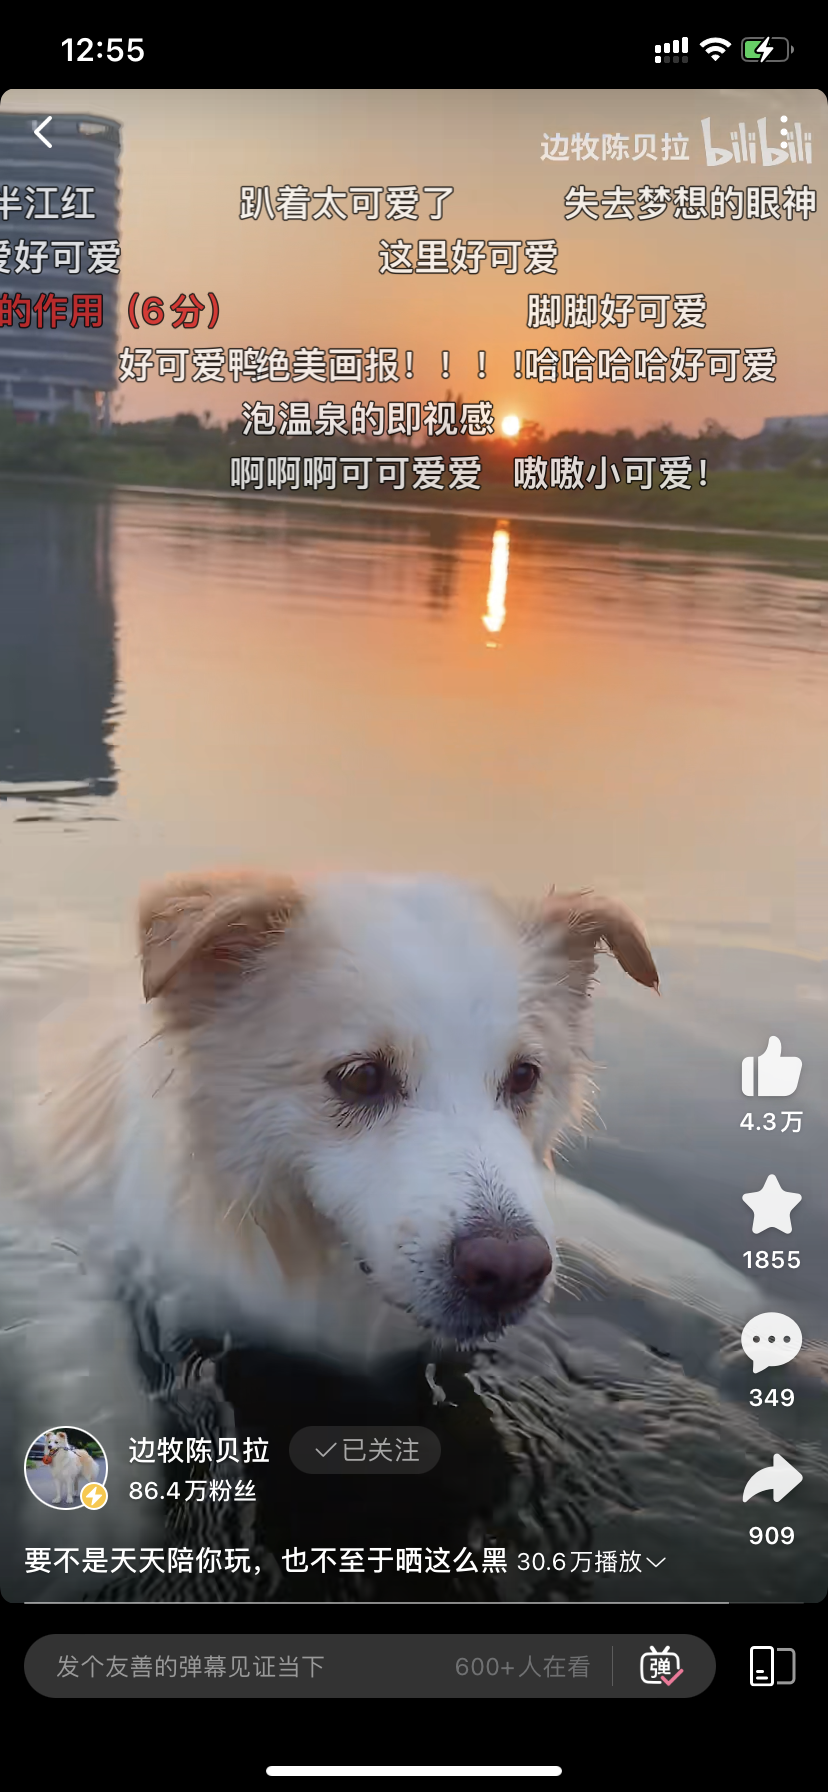 12:55
边牧陈贝拉 bilibili
半江红 趴着太可爱了 失去梦想的眼神
爱好可爱 这里好可爱
的作用（6分） 脚脚好可爱
好可爱鸭 绝美画报！！！！ 哈哈哈哈好可爱
泡温泉的即视感
啊啊啊可可爱爱 嗷嗷小可爱！
4.3万
1855
349
边牧陈贝拉 已关注
86.4万粉丝
909
要不是天天陪你玩，也不至于晒这么黑 30.6万播放
发个友善的弹幕见证当下 600+人在看 弹